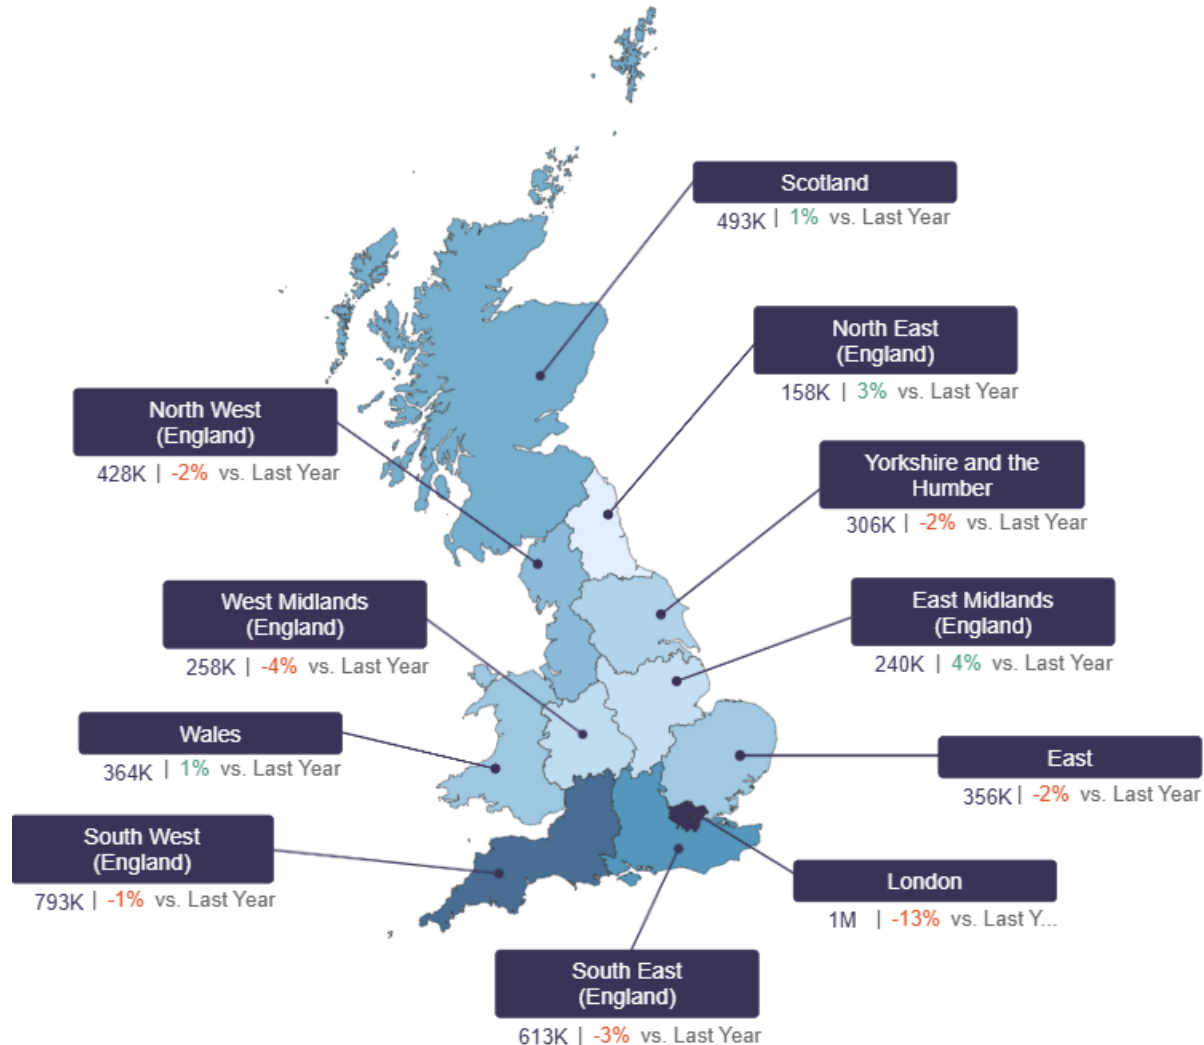 Scotland
493K | 1% vs. Last Year
North East
(England)
158K | 3% vs. Last Year
North West
(England)
428K | -2% vs. Last Year
Yorkshire and the
Humber
306K | -2% vs. Last Year
West Midlands
(England)
258K | -4% vs. Last Year
East Midlands
(England)
240K | 4% vs. Last Year
Wales
364K | 1% vs. Last Year
East
356K | -2% vs. Last Year
South West
(England)
793K | -1% vs. Last Year
London
1M | -13% vs. Last Y...
South East
(England)
613K | -3% vs. Last Year